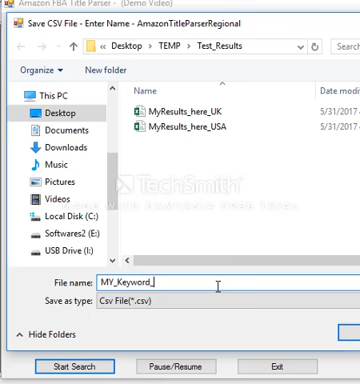 Amazon FBA Title Parser - (Demo Video)
Save CSV File - Enter Name - AmazonTitleParserRegional
« Desktop > TEMP > Test_Results
Search
Organize
New folder
This PC
Desktop
Documents
Downloads
Music
Pictures
Videos
Local Disk (C:)
Softwares2 (E:)
USB Drive (I:)
Name
Date modi
MyResults_here_UK 5/31/2017
MyResults_here_USA 5/31/2017
TechSmith
File name: MY_Keyword_
Save as type: Csv File(*.csv)
Hide Folders
Start Search
Pause/Resume
Exit